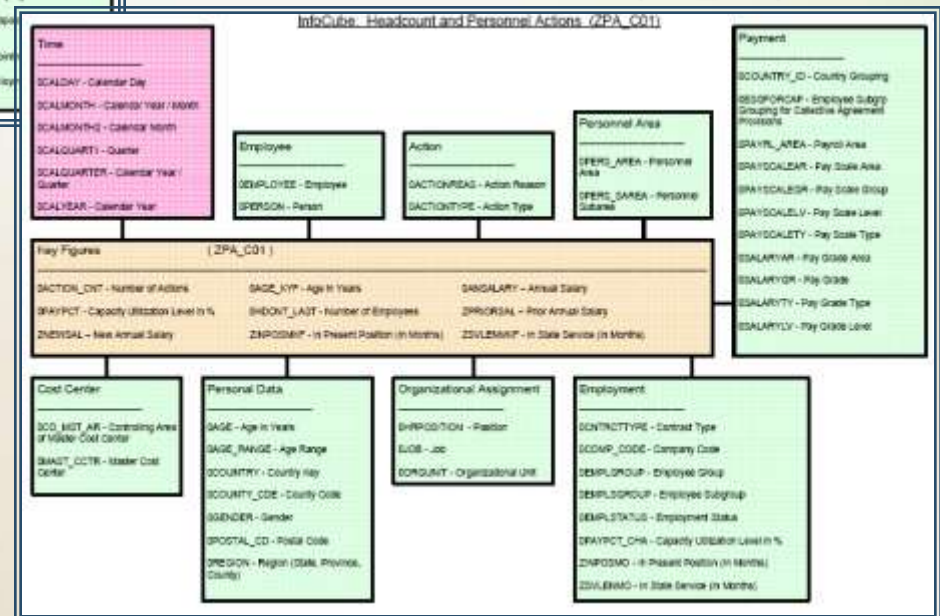 InfoCube: Headcount and Personnel Actions (ZPA_C01)
Time
0CALDAY - Calendar Day
0CALMONTH - Calendar Year / Month
0CALMONTH2 - Calendar Month
0CALQUART1 - Quarter
0CALQUARTER - Calendar Year /
Quarter
0CALYEAR - Calendar Year
Employee
0EMPLOYEE - Employee
0PERSON - Person
Action
0ACTIONREAS - Action Reason
0ACTIONTYPE - Action Type
Personnel Area
0PERS_AREA - Personnel
Area
0PERS_SAREA - Personnel
Subarea
Payment
0COUNTRY_ID - Country Grouping
0ESGFORCAP - Employee Subgrp
Grouping for Collective Agreement
Provisions
0PAYRL_AREA - Payroll Area
0PAYSCALEAR - Pay Scale Area
0PAYSCALEGR - Pay Scale Group
0PAYSCALELV - Pay Scale Level
0PAYSCALETY - Pay Scale Type
0SALARYAR - Pay Grade Area
0SALARYGR - Pay Grade
0SALARYTY - Pay Grade Type
0SALARYLV - Pay Grade Level
Key Figures (ZPA_C01)
0ACTION_CNT - Number of Actions 0AGE_KYF - Age in Years 0ANSALARY – Annual Salary
0PAYPCT - Capacity Utilization Level in % 0HDCNT_LAST - Number of Employees ZPRIORSAL – Prior Annual Salary
ZNEWSAL – New Annual Salary ZINPOSMKF - In Present Position (in Months) ZSVLENMKF - In State Service (in Months)
Cost Center
0CO_MST_AR - Controlling Area
of Master Cost Center
0MAST_CCTR - Master Cost
Center
Personal Data
0AGE - Age in Years
0AGE_RANGE - Age Range
0COUNTRY - Country Key
0COUNTY_CDE - County Code
0GENDER - Gender
0POSTAL_CD - Postal Code
0REGION - Region (State, Province,
County)
Organizational Assignment
0HRPOSITION - Position
0JOB - Job
0ORGUNIT - Organizational Unit
Employment
0CNTRCTTYPE - Contract Type
0COMP_CODE - Company Code
0EMPLGROUP - Employee Group
0EMPLSGROUP - Employee Subgroup
0EMPLSTATUS - Employment Status
0PAYPCT_CHA - Capacity Utilization Level in %
ZINPOSMO - In Present Position (in Months)
ZSVLENMO - In State Service (in Months)